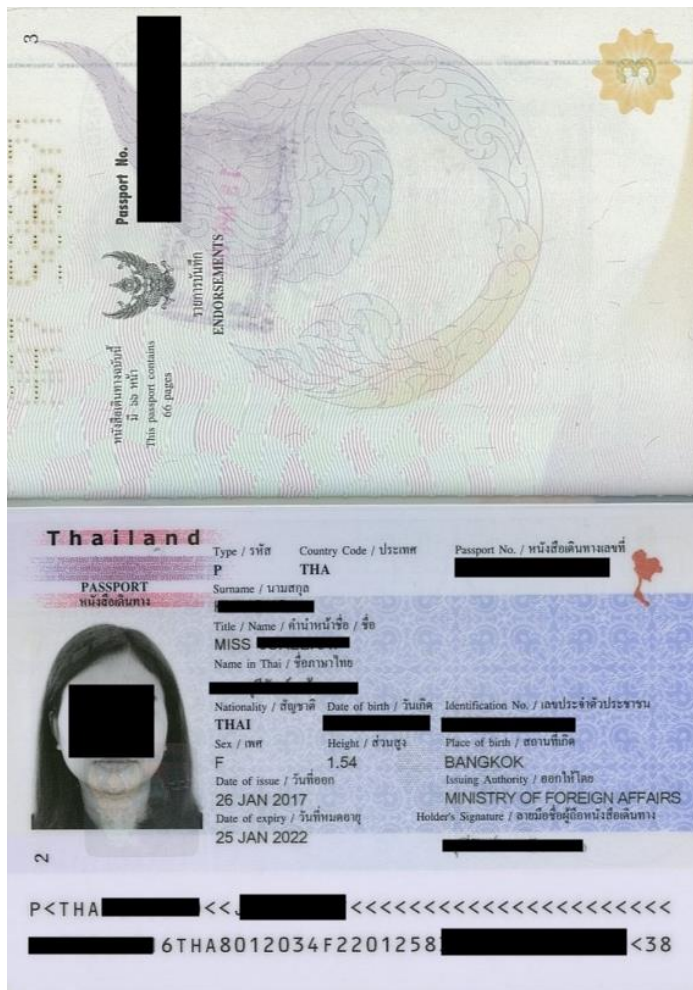 3
Passport No.
รายการบันทึก
ENDORSEMENTS
หนังสือเดินทางฉบับนี้
มี ๖๖ หน้า
This passport contains
66 pages
๓
Thailand
PASSPORT
หนังสือเดินทาง
Type / รหัส Country Code / ประเทศ Passport No. / หนังสือเดินทางเลขที่
P THA
Surname / นามสกุล
Title / Name / คำนำหน้าชื่อ / ชื่อ
MISS
Name in Thai / ชื่อภาษาไทย
Nationality / สัญชาติ Date of birth / วันเกิด Identification No. / เลขประจำตัวประชาชน
THAI
Sex / เพศ Height / ส่วนสูง Place of birth / สถานที่เกิด
F 1.54 BANGKOK
Date of issue / วันที่ออก Issuing Authority / ออกให้โดย
26 JAN 2017 MINISTRY OF FOREIGN AFFAIRS
Date of expiry / วันที่หมดอายุ Holder's Signature / ลายมือชื่อผู้ถือหนังสือเดินทาง
25 JAN 2022
2
P<THA <<J <<<<<<<<<<<<<<<<<<<<<<
6THA8012034F2201258 <38